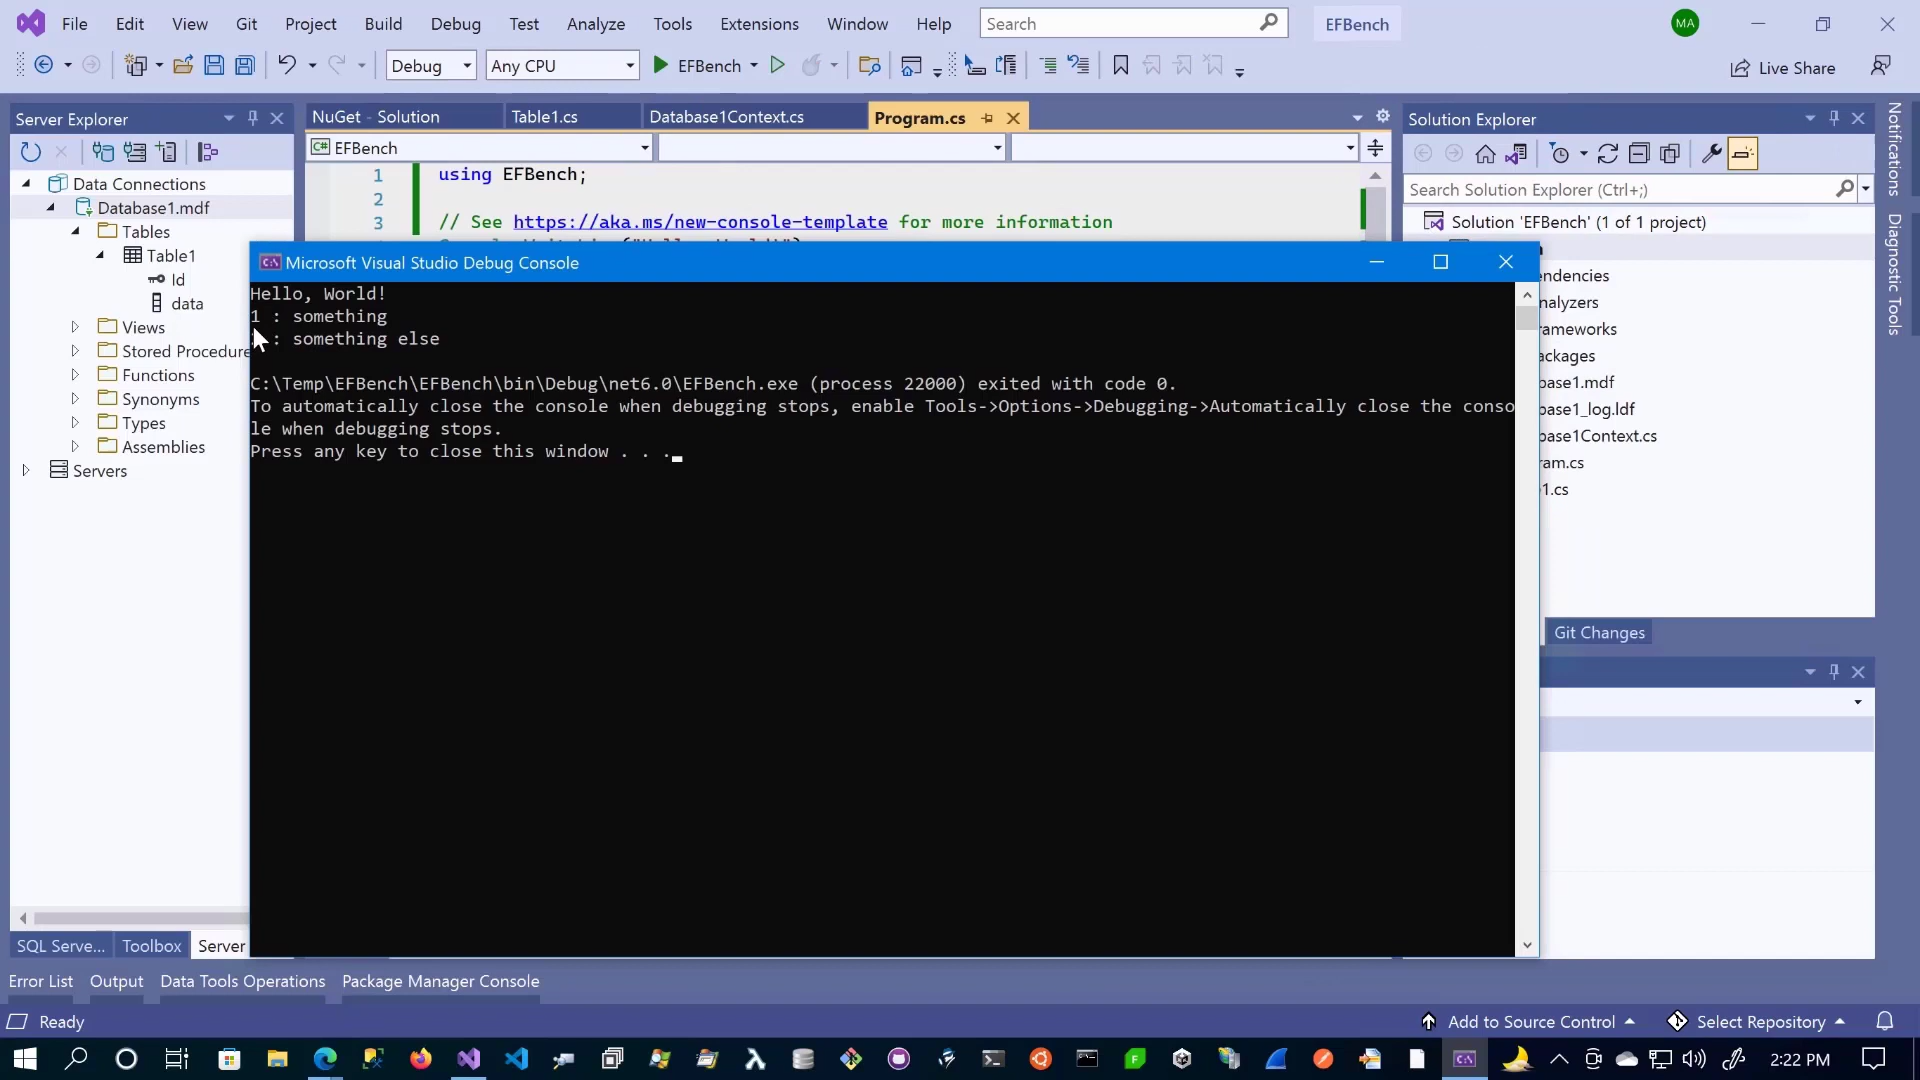 File Edit View Git Project Build Debug Test Analyze Tools Extensions Window Help Search EFBench MA
Debug Any CPU EFBench Live Share
Server Explorer
Data Connections
Database1.mdf
Tables
Table1
Id
data
Views
Stored Procedure
Functions
Synonyms
Types
Assemblies
Servers
SQL Serve... Toolbox Server
NuGet - Solution Table1.cs Database1Context.cs Program.cs
C# EFBench
1 using EFBench;
2
3 // See https://aka.ms/new-console-template for more information
Microsoft Visual Studio Debug Console
Hello, World!
1 : something
: something else
C:\Temp\EFBench\EFBench\bin\Debug\net6.0\EFBench.exe (process 22000) exited with code 0.
To automatically close the console when debugging stops, enable Tools->Options->Debugging->Automatically close the conso
le when debugging stops.
Press any key to close this window . . .
Solution Explorer
Search Solution Explorer (Ctrl+;)
Solution 'EFBench' (1 of 1 project)
endencies
nalyzers
rameworks
ackages
base1.mdf
base1_log.ldf
base1Context.cs
ram.cs
1.cs
Git Changes
Notifications
Diagnostic Tools
Error List Output Data Tools Operations Package Manager Console
Ready Add to Source Control Select Repository
2:22 PM